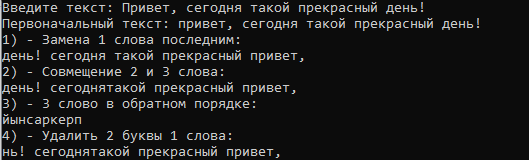 Введите текст: Привет, сегодня такой прекрасный день!
Первоначальный текст: привет, сегодня такой прекрасный день!
1) - Замена 1 слова последним:
день! сегодня такой прекрасный привет,
2) - Совмещение 2 и 3 слова:
день! сегоднятакой прекрасный привет,
3) - 3 слово в обратном порядке:
йынсаркерп
4) - Удалить 2 буквы 1 слова:
нь! сегоднятакой прекрасный привет,